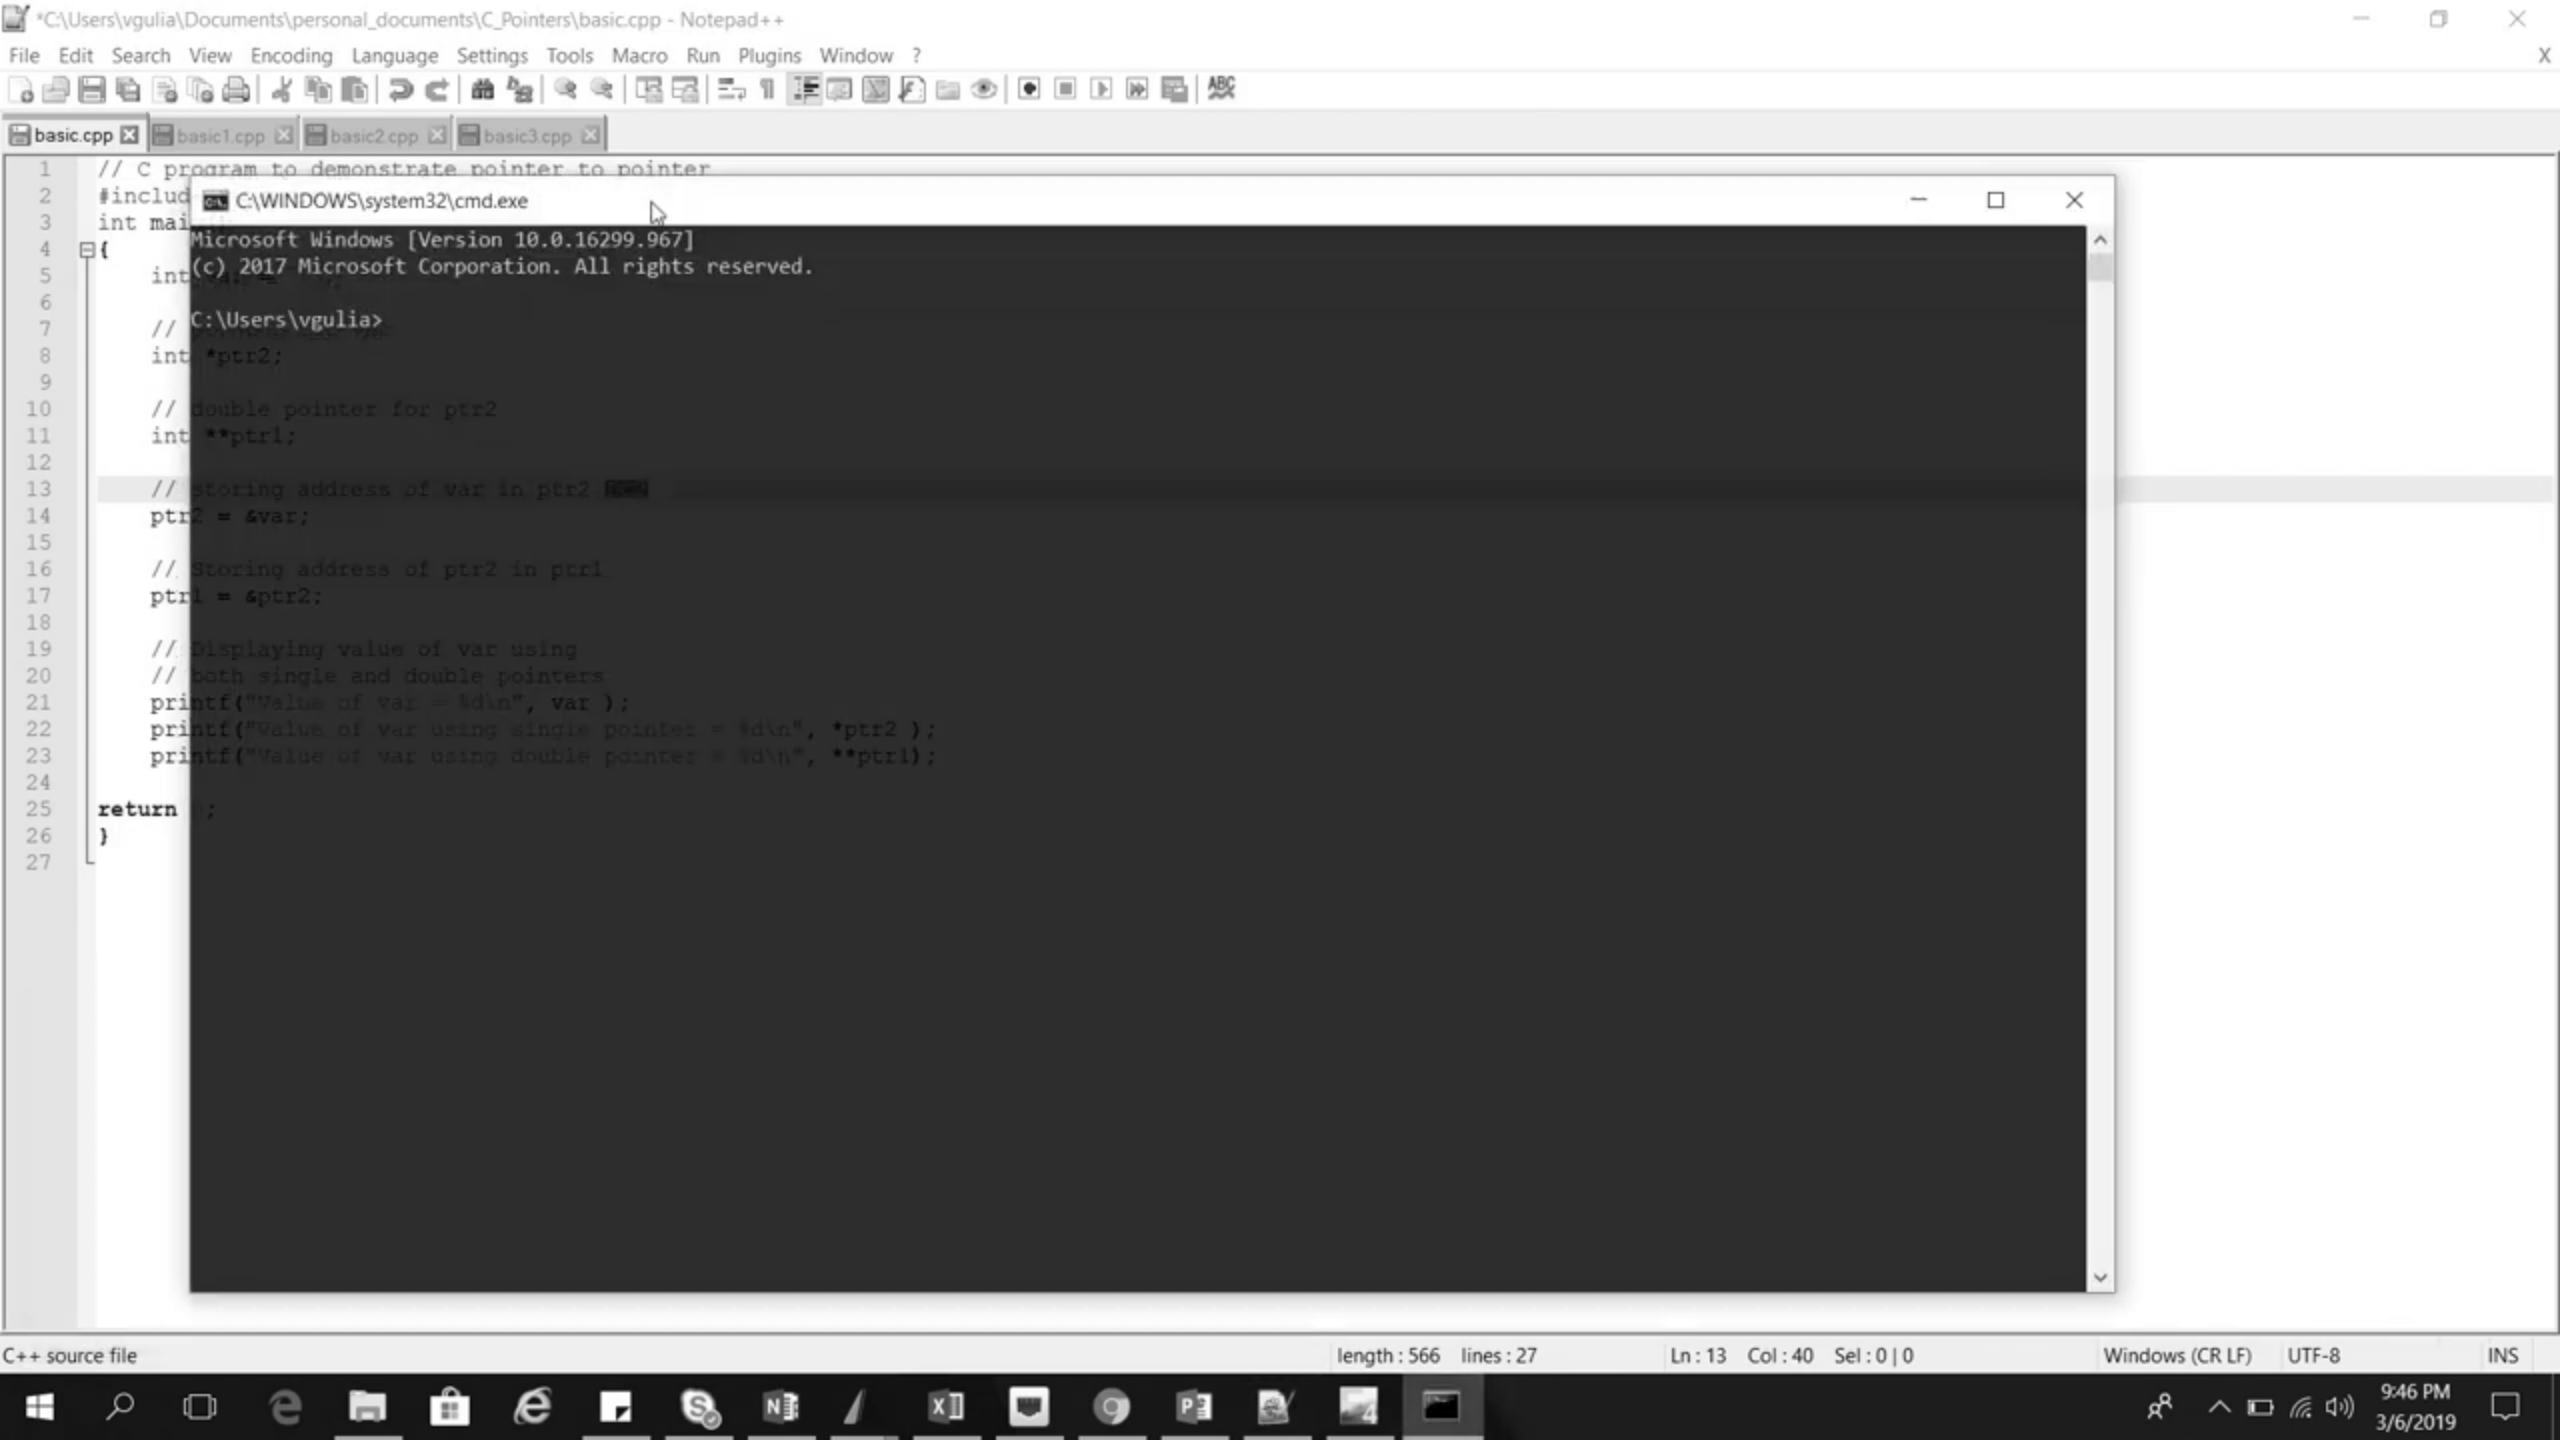 *C:\Users\vgulia\Documents\personal_documents\C_Pointers\basic.cpp - Notepad++
File Edit Search View Encoding Language Settings Tools Macro Run Plugins Window ? X
basic.cpp basic1.cpp basic2.cpp basic3.cpp
1 // C program to demonstrate pointer to pointer
2 #includ
C:\WINDOWS\system32\cmd.exe
3 int mai
Microsoft Windows [Version 10.0.16299.967]
4 {
5 int
(c) 2017 Microsoft Corporation. All rights reserved.
6
7 //
C:\Users\vgulia>
8 int *ptr2;
9
10 // double pointer for ptr2
11 int **ptr1;
12
13 // storing address of var in ptr2
14 ptr2 = &var;
15
16 // Storing address of ptr2 in ptr1
17 ptr1 = &ptr2;
18
19 // Displaying value of var using
20 // both single and double pointers
21 printf("Value of var = %d\n", var );
22 printf("Value of var using single pointer = %d\n", *ptr2 );
23 printf("Value of var using double pointer = %d\n", **ptr1);
24
25 return ;
26 }
27
C++ source file length : 566 lines : 27 Ln : 13 Col : 40 Sel : 0 | 0 Windows (CR LF) UTF-8 INS
9:46 PM
3/6/2019